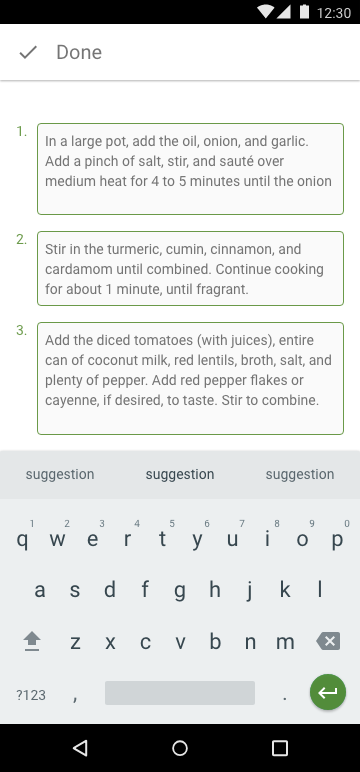 12:30
Done
1.
In a large pot, add the oil, onion, and garlic.
Add a pinch of salt, stir, and sauté over
medium heat for 4 to 5 minutes until the onion
2.
Stir in the turmeric, cumin, cinnamon, and
cardamom until combined. Continue cooking
for about 1 minute, until fragrant.
3.
Add the diced tomatoes (with juices), entire
can of coconut milk, red lentils, broth, salt, and
plenty of pepper. Add red pepper flakes or
cayenne, if desired, to taste. Stir to combine.
suggestion suggestion suggestion
1 2 3 4 5 6 7 8 9 0
q w e r t y u i o p
a s d f g h j k l
z x c v b n m
?123 , .